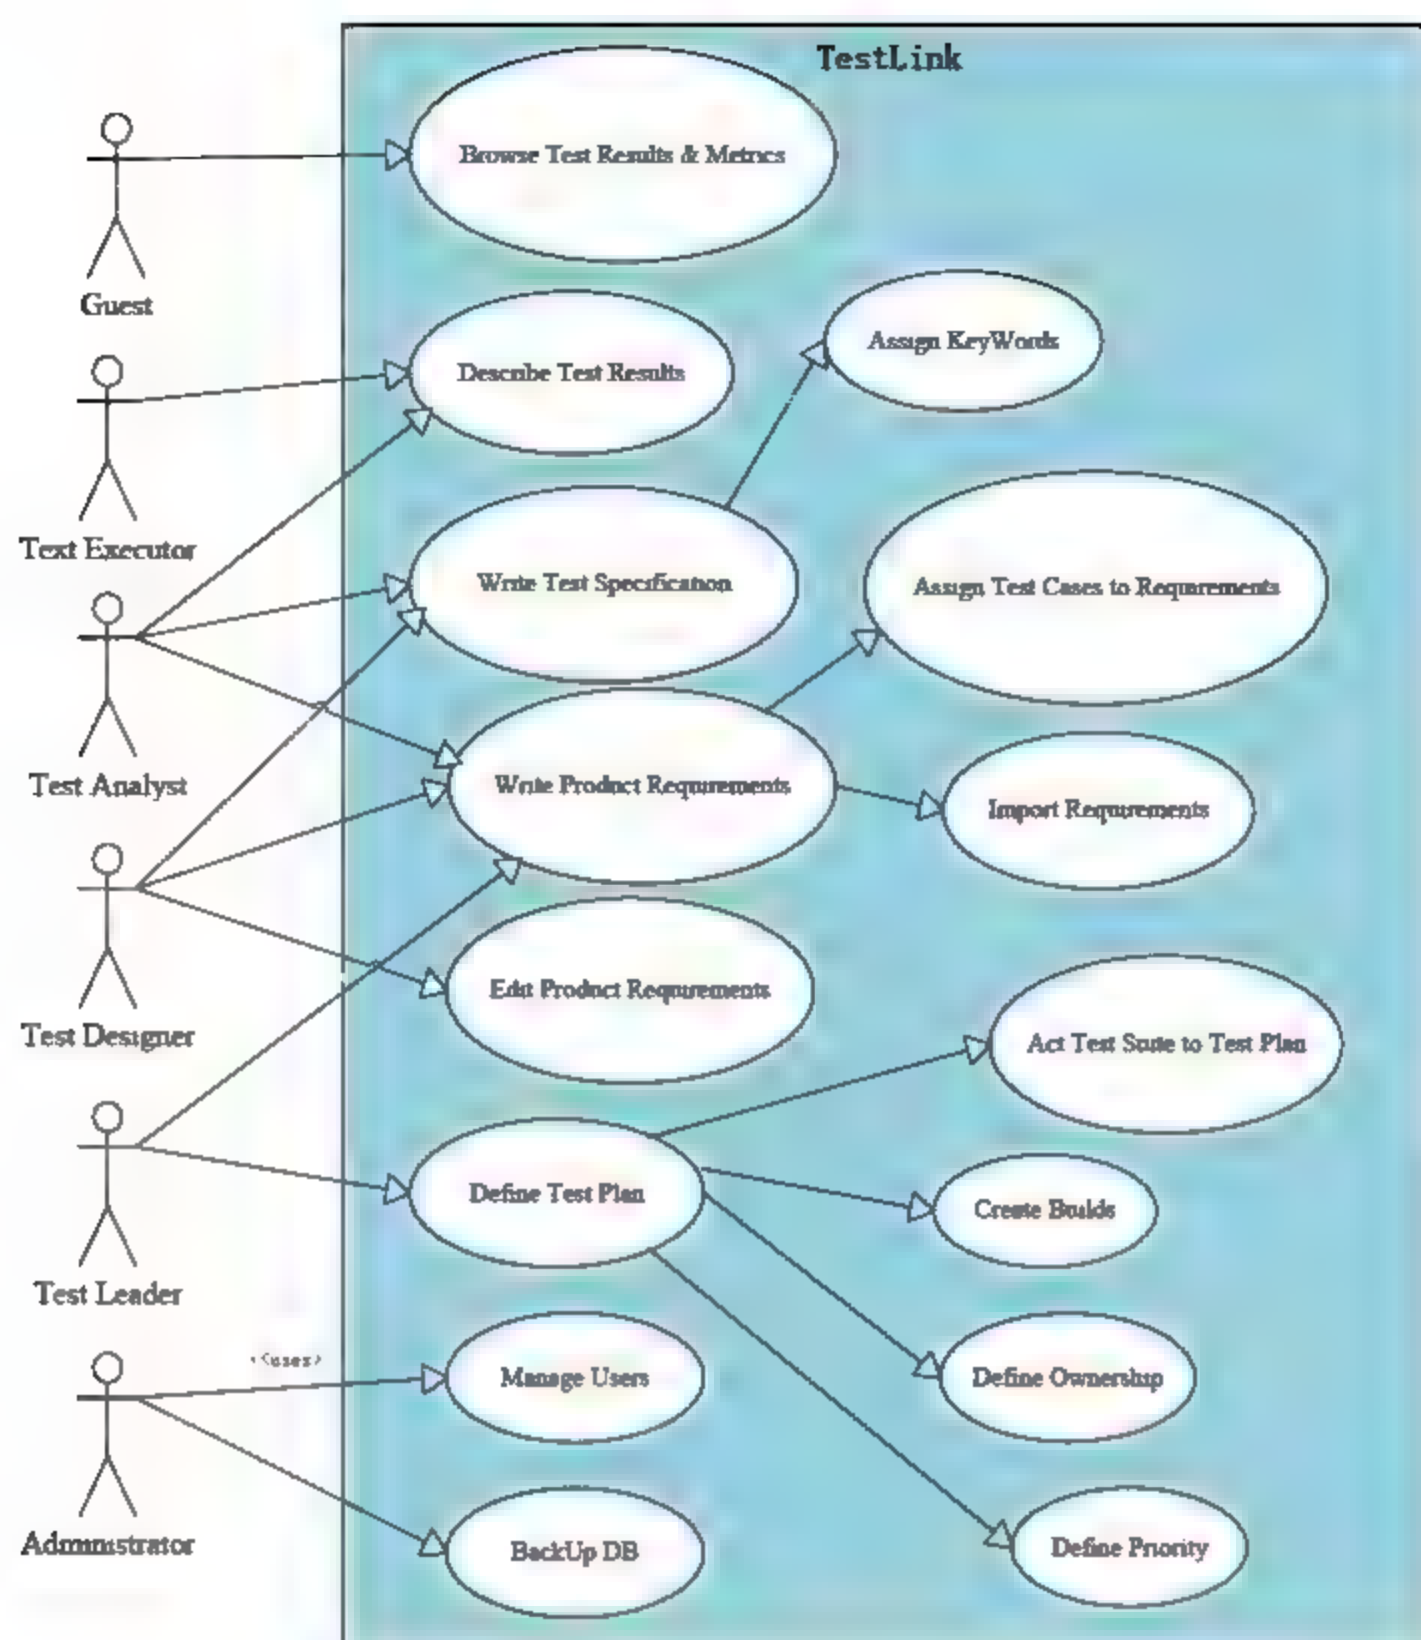 TestLink
Browse Test Results & Metrics
Guest
Assign KeyWords
Describe Test Results
Text Executor
Write Test Specification
Assign Test Cases to Requirements
Test Analyst
Write Product Requirements
Import Requirements
Edit Product Requirements
Test Designer
Act Test Suite to Test Plan
Define Test Plan
Create Builds
Test Leader
<<uses>
Manage Users
Define Ownership
Administrator
BackUp DB
Define Priority